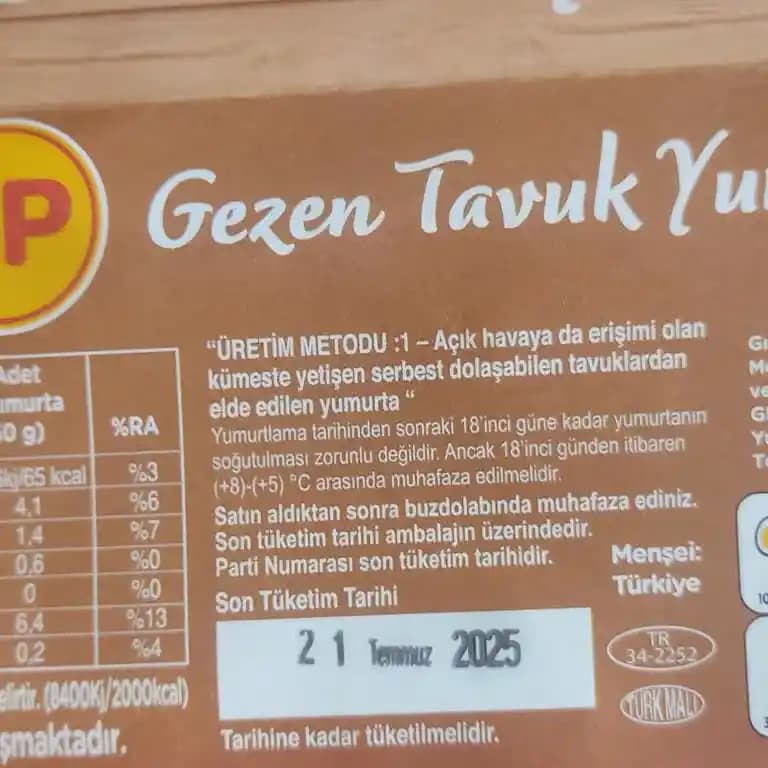 P
Gezen Tavuk Yu
Adet
%RA
65 kcal %3
4,1 %6
1,4 %7
0,6 %0
0 %0
6,4 %13
0,2 %4
(8400Kj/2000kcal)
"ÜRETİM METODU :1 – Açık havaya da erişimi olan
kümeste yetişen serbest dolaşabilen tavuklardan
elde edilen yumurta "
Yumurtlama tarihinden sonraki 18'inci güne kadar yumurtanın
soğutulması zorunlu değildir. Ancak 18'inci günden itibaren
(+8)-(+5) °C arasında muhafaza edilmelidir.
Satın aldıktan sonra buzdolabında muhafaza ediniz.
Son tüketim tarihi ambalajın üzerindedir.
Parti Numarası son tüketim tarihidir.
Son Tüketim Tarihi
21 Temmuz 2025
Tarihine kadar tüketilmelidir.
Menşei:
Türkiye
TR
34-2252
TÜRK MALI